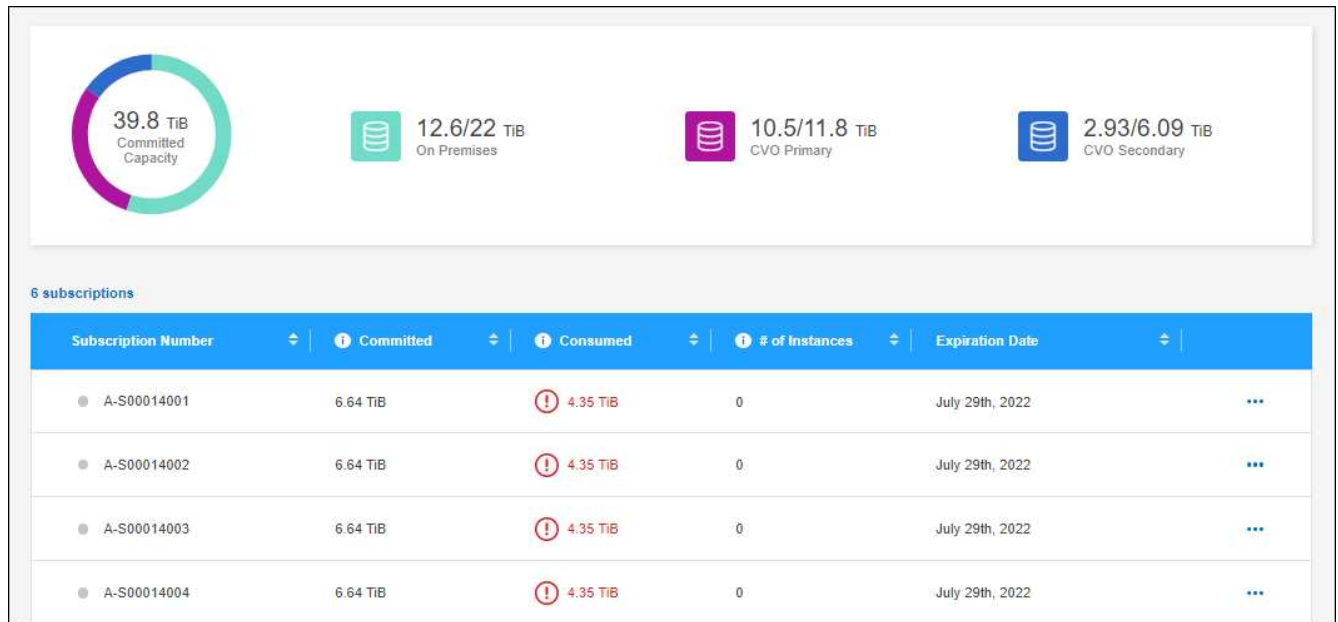 39.8 TiB
Committed
Capacity
12.6/22 TiB
On Premises
10.5/11.8 TiB
CVO Primary
2.93/6.09 TiB
CVO Secondary
6 subscriptions
Subscription Number Committed Consumed # of Instances Expiration Date
A-S00014001 6.64 TiB 4.35 TiB 0 July 29th, 2022
A-S00014002 6.64 TiB 4.35 TiB 0 July 29th, 2022
A-S00014003 6.64 TiB 4.35 TiB 0 July 29th, 2022
A-S00014004 6.64 TiB 4.35 TiB 0 July 29th, 2022